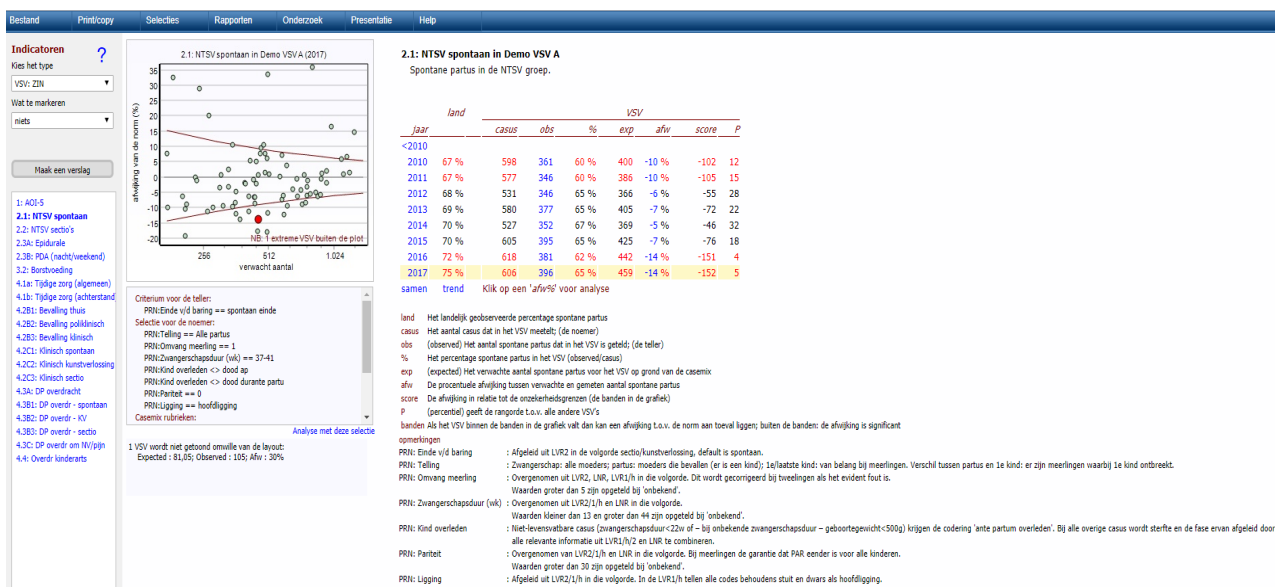 Bestand Print/copy Selecties Rapporten Onderzoek Presentatie Help
Indicatoren ?
Kies het type
VSV: ZIN
Wat te markeren
niets
Maak een verslag
1: AOI-5
2.1: NTSV spontaan
2.2: NTSV sectio's
2.3A: Epidurale
2.3B: PDA (nacht/weekend)
3.2: Borstvoeding
4.1a: Tijdige zorg (algemeen)
4.1b: Tijdige zorg (achterstand
4.2B1: Bevalling thuis
4.2B2: Bevalling poliklinisch
4.2B3: Bevalling klinisch
4.2C1: Klinisch spontaan
4.2C2: Klinisch kunstverlossing
4.2C3: Klinisch sectio
4.3A: DP overdracht
4.3B1: DP overdr - spontaan
4.3B2: DP overdr - KV
4.3B3: DP overdr - sectio
4.3C: DP overdr om NV/pijn
4.4: Overdr kinderarts
2.1: NTSV spontaan in Demo VSV A (2017)
afwijking van de norm (%)
35
30
25
20
15
10
5
0
-5
-10
-15
-20
NB: 1 extreme VSV buiten de plot
256 512 1.024
verwacht aantal
Criterium voor de teller:
PRN:Einde v/d baring == spontaan einde
Selectie voor de noemer:
PRN:Telling == Alle partus
PRN:Omvang meerling == 1
PRN:Zwangerschapsduur (wk) == 37-41
PRN:Kind overleden <> dood ap
PRN:Kind overleden <> dood durante partu
PRN:Pariteit == 0
PRN:Ligging == hoofdligging
Casemix rubrieken:
Analyse met deze selectie
1 VSV wordt niet getoond omwille van de layout:
Expected : 81,05; Observed : 105; Afw : 30%
2.1: NTSV spontaan in Demo VSV A
Spontane partus in de NTSV groep.
land VSV
jaar casus obs % exp afw score P
<2010
2010 67 % 598 361 60 % 400 -10 % -102 12
2011 67 % 577 346 60 % 386 -10 % -105 15
2012 68 % 531 346 65 % 366 -6 % -55 28
2013 69 % 580 377 65 % 405 -7 % -72 22
2014 70 % 527 352 67 % 369 -5 % -46 32
2015 70 % 605 395 65 % 425 -7 % -76 18
2016 72 % 618 381 62 % 442 -14 % -151 4
2017 75 % 606 396 65 % 459 -14 % -152 5
samen trend Klik op een 'afw%' voor analyse
land Het landelijk geobserveerde percentage spontane partus
casus Het aantal casus dat in het VSV meetelt; (de noemer)
obs (observed) Het aantal spontane partus dat in het VSV is geteld; (de teller)
% Het percentage spontane partus in het VSV (observed/casus)
exp (expected) Het verwachte aantal spontane partus voor het VSV op grond van de casemix
afw De procentuele afwijking tussen verwachte en gemeten aantal spontane partus
score De afwijking in relatie tot de onzekerheidsgrenzen (de banden in de grafiek)
P (percentiel) geeft de rangorde t.o.v. alle andere VSV's
banden Als het VSV binnen de banden in de grafiek valt dan kan een afwijking t.o.v. de norm aan toeval liggen; buiten de banden: de afwijking is significant
opmerkingen
PRN: Einde v/d baring : Afgeleid uit LVR2 in de volgorde sectio/kunstverlossing, default is spontaan.
PRN: Telling : Zwangerschap: alle moeders; partus: moeders die bevallen (er is een kind); 1e/laatste kind: van belang bij meerlingen. Verschil tussen partus en 1e kind: er zijn meerlingen waarbij 1e kind ontbreekt.
PRN: Omvang meerling : Overgenomen uit LVR2, LNR, LVR1/h in die volgorde. Dit wordt gecorrigeerd bij tweelingen als het evident fout is.
Waarden groter dan 5 zijn opgeteld bij 'onbekend'.
PRN: Zwangerschapsduur (wk) : Overgenomen uit LVR2/1/h en LNR in die volgorde.
Waarden kleiner dan 13 en groter dan 44 zijn opgeteld bij 'onbekend'.
PRN: Kind overleden : Niet-levensvatbare casus (zwangerschapsduur<22w of – bij onbekende zwangerschapsduur – geboortegewicht<500g) krijgen de codering 'ante partum overleden'. Bij alle overige casus wordt sterfte en de fase ervan afgeleid door
alle relevante informatie uit LVR1/h/2 en LNR te combineren.
PRN: Pariteit : Overgenomen van LVR2/1/h en LNR in die volgorde. Bij meerlingen de garantie dat PAR eender is voor alle kinderen.
Waarden groter dan 30 zijn opgeteld bij 'onbekend'.
PRN: Ligging : Afgeleid uit LVR2/1/h in die volgorde. In de LVR1/h tellen alle codes behoudens stuit en dwars als hoofdligging.